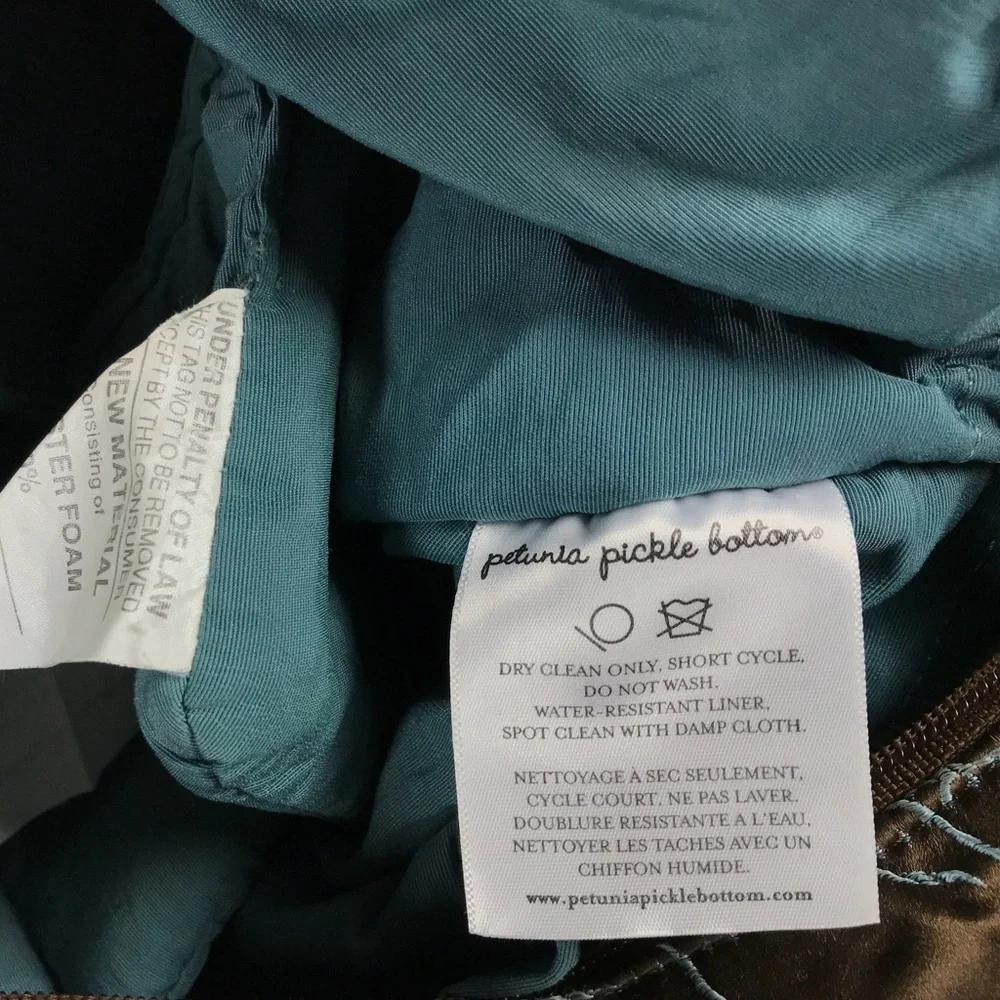 UNDER PENALTY OF LAW
THIS TAG NOT TO BE REMOVED
EXCEPT BY THE CONSUMER
NEW MATERIAL
Consisting of
FOAM
petunia pickle bottom®
DRY CLEAN ONLY, SHORT CYCLE,
DO NOT WASH.
WATER-RESISTANT LINER,
SPOT CLEAN WITH DAMP CLOTH.
NETTOYAGE À SEC SEULEMENT,
CYCLE COURT, NE PAS LAVER.
DOUBLURE RESISTANTE A L'EAU,
NETTOYER LES TACHES AVEC UN
CHIFFON HUMIDE.
www.petuniapicklebottom.com